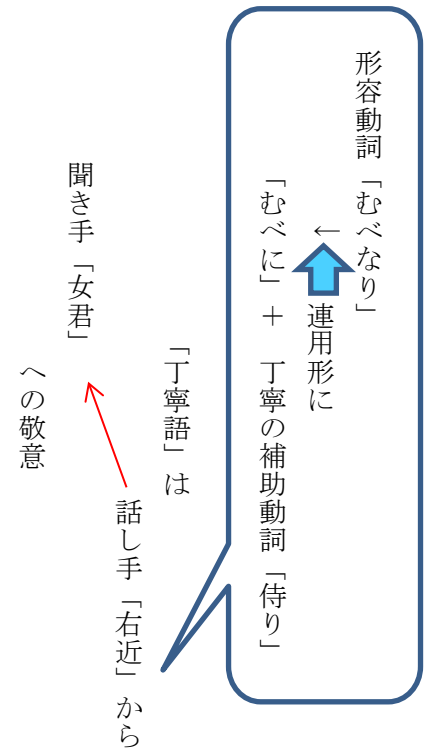 形容動詞「むべなり」
← 連用形に
「むべに」＋ 丁寧の補助動詞「侍り」
「丁寧語」は
話し手「右近」から
聞き手「女君」
への敬意